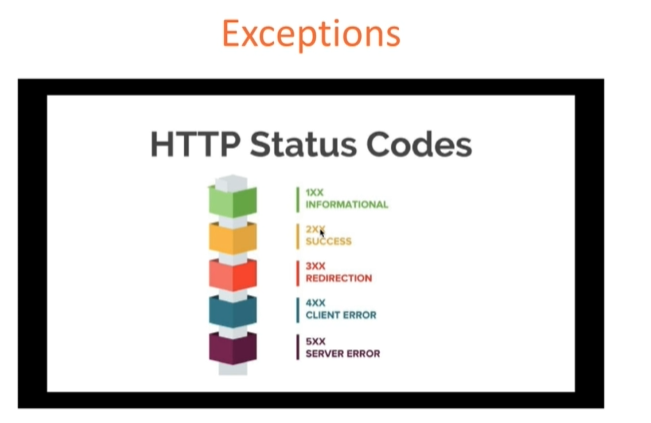 Exceptions
HTTP Status Codes
1XX
INFORMATIONAL
2XX
SUCCESS
3XX
REDIRECTION
4XX
CLIENT ERROR
5XX
SERVER ERROR